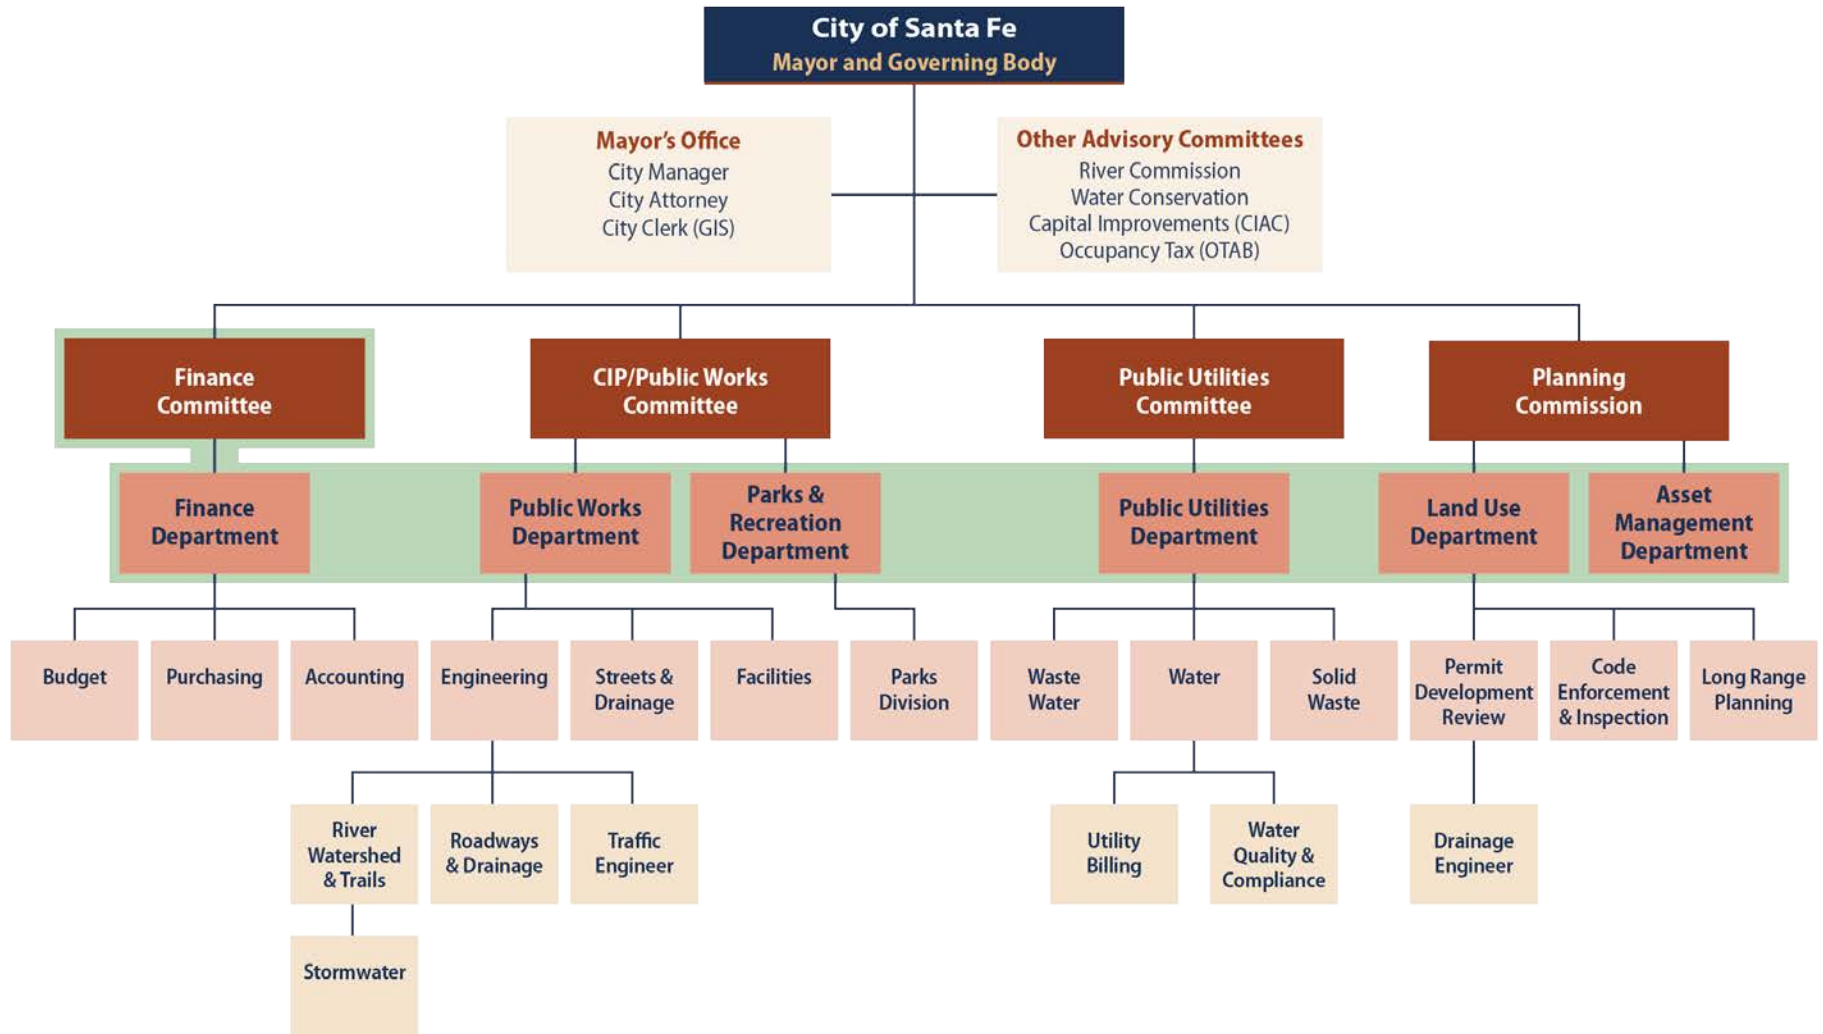 City of Santa Fe
Mayor and Governing Body
Mayor's Office
City Manager
City Attorney
City Clerk (GIS)
Other Advisory Committees
River Commission
Water Conservation
Capital Improvements (CIAC)
Occupancy Tax (OTAB)
Finance
Committee
CIP/Public Works
Committee
Public Utilities
Committee
Planning
Commission
Finance
Department
Public Works
Department
Parks &
Recreation
Department
Public Utilities
Department
Land Use
Department
Asset
Management
Department
Budget
Purchasing
Accounting
Engineering
Streets &
Drainage
Facilities
Parks
Division
Waste
Water
Water
Solid
Waste
Permit
Development
Review
Code
Enforcement
& Inspection
Long Range
Planning
River
Watershed
& Trails
Roadways
& Drainage
Traffic
Engineer
Utility
Billing
Water
Quality &
Compliance
Drainage
Engineer
Stormwater